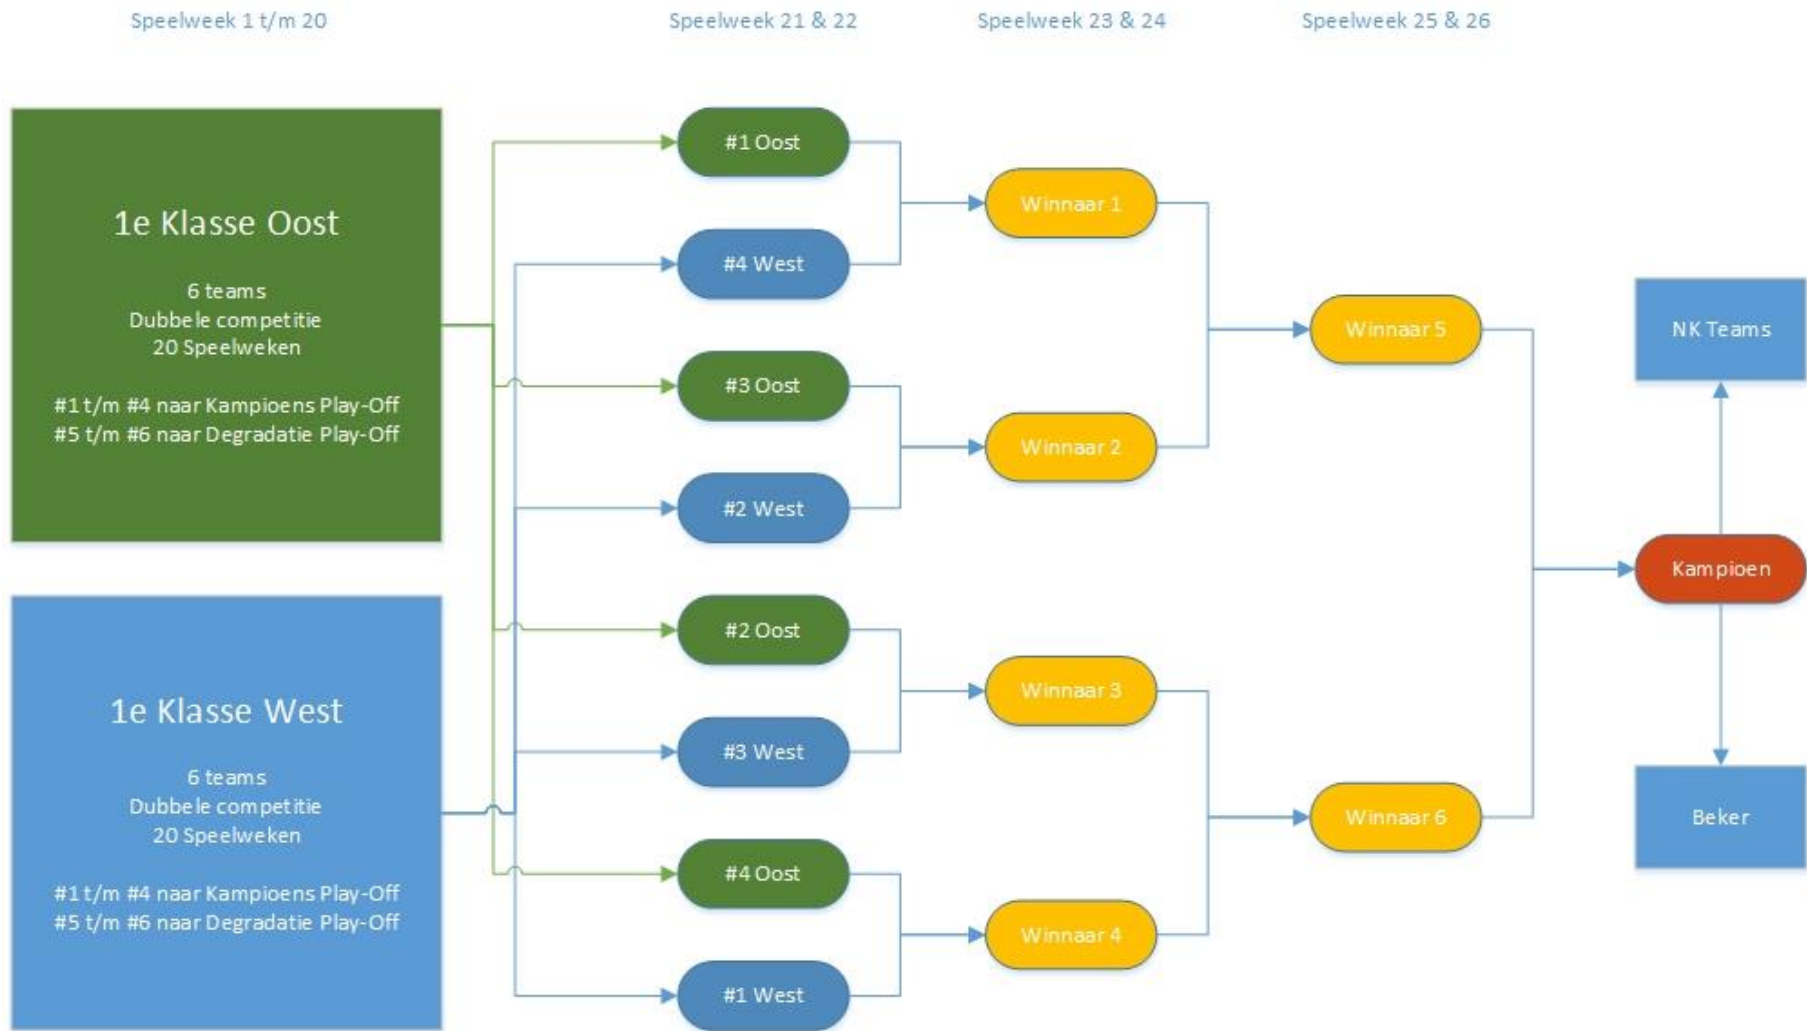 Speelweek 1 t/m 20
Speelweek 21 & 22
Speelweek 23 & 24
Speelweek 25 & 26
1e Klasse Oost
6 teams
Dubbele competitie
20 Speelweken
#1 t/m #4 naar Kampioens Play-Off
#5 t/m #6 naar Degradatie Play-Off
1e Klasse West
6 teams
Dubbele competitie
20 Speelweken
#1 t/m #4 naar Kampioens Play-Off
#5 t/m #6 naar Degradatie Play-Off
#1 Oost
#4 West
#3 Oost
#2 West
#2 Oost
#3 West
#4 Oost
#1 West
Winnaar 1
Winnaar 2
Winnaar 3
Winnaar 4
Winnaar 5
Winnaar 6
NK Teams
Kampioen
Beker